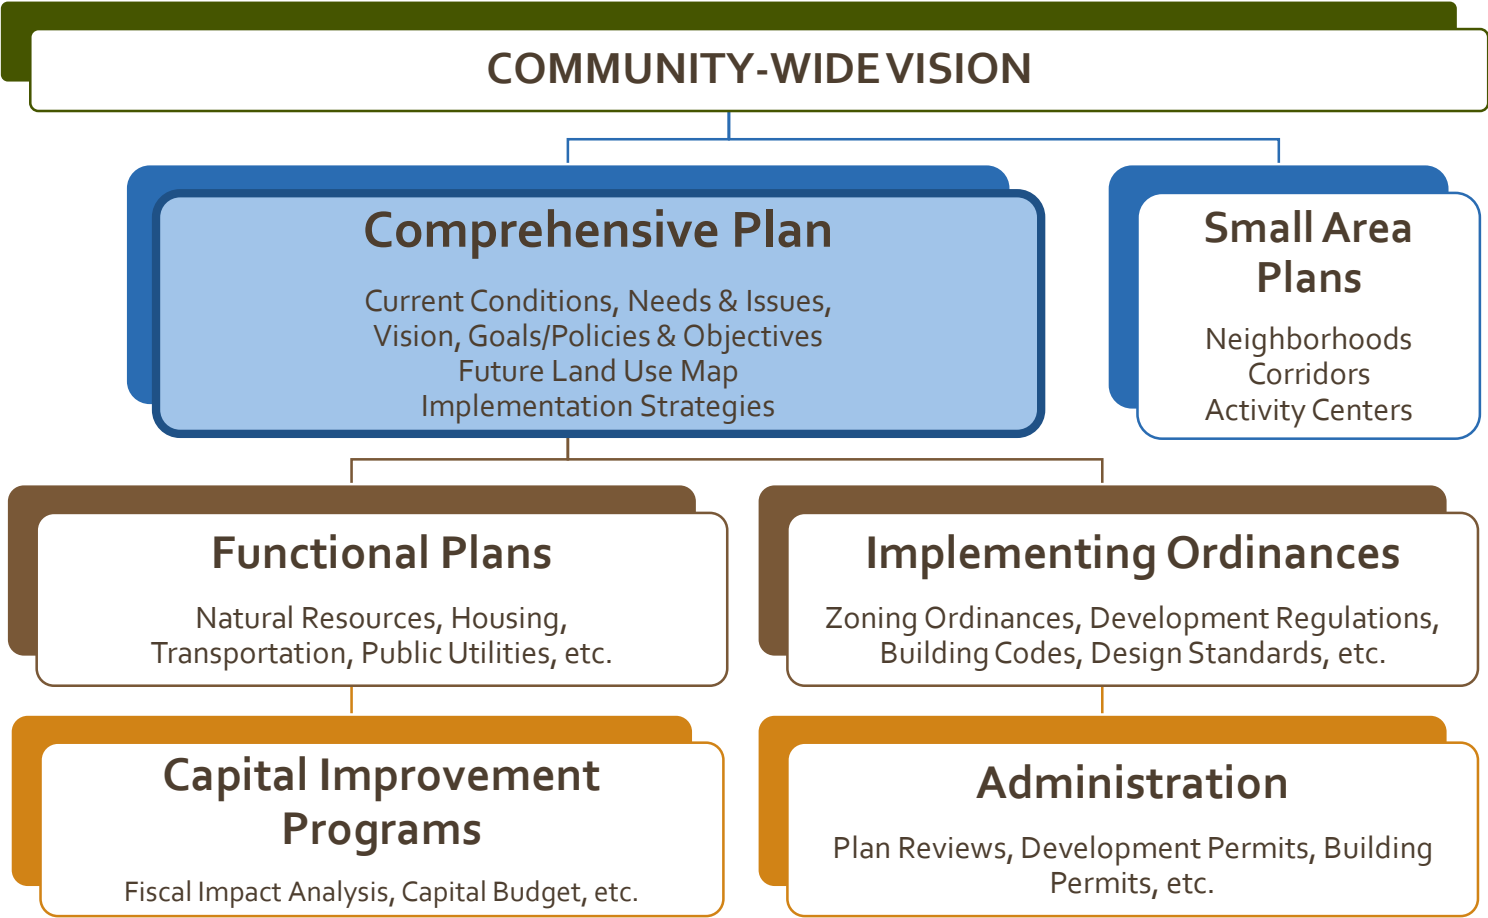 COMMUNITY-WIDE VISION
Comprehensive Plan
Current Conditions, Needs & Issues,
Vision, Goals/Policies & Objectives
Future Land Use Map
Implementation Strategies
Small Area
Plans
Neighborhoods
Corridors
Activity Centers
Functional Plans
Natural Resources, Housing,
Transportation, Public Utilities, etc.
Implementing Ordinances
Zoning Ordinances, Development Regulations,
Building Codes, Design Standards, etc.
Capital Improvement
Programs
Fiscal Impact Analysis, Capital Budget, etc.
Administration
Plan Reviews, Development Permits, Building
Permits, etc.